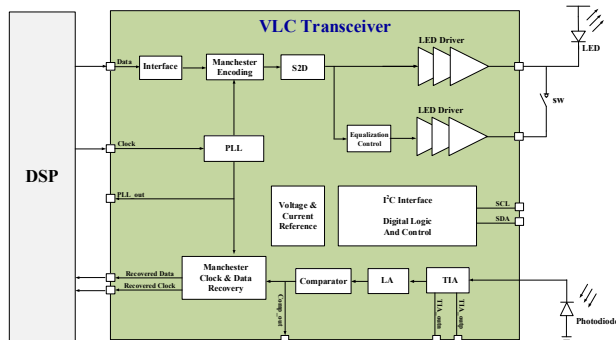 VLC Transceiver
DSP
Data
Interface
Manchester
Encoding
S2D
LED Driver
LED
SW
LED Driver
Equalization
Control
Clock
PLL
PLL_out
Voltage &
Current
Reference
I²C Interface
Digital Logic
And Control
SCL
SDA
Recovered Data
Recovered Clock
Manchester
Clock & Data
Recovery
Comparator
LA
TIA
Comp_out
TIA_outn
TIA_outp
Photodiode